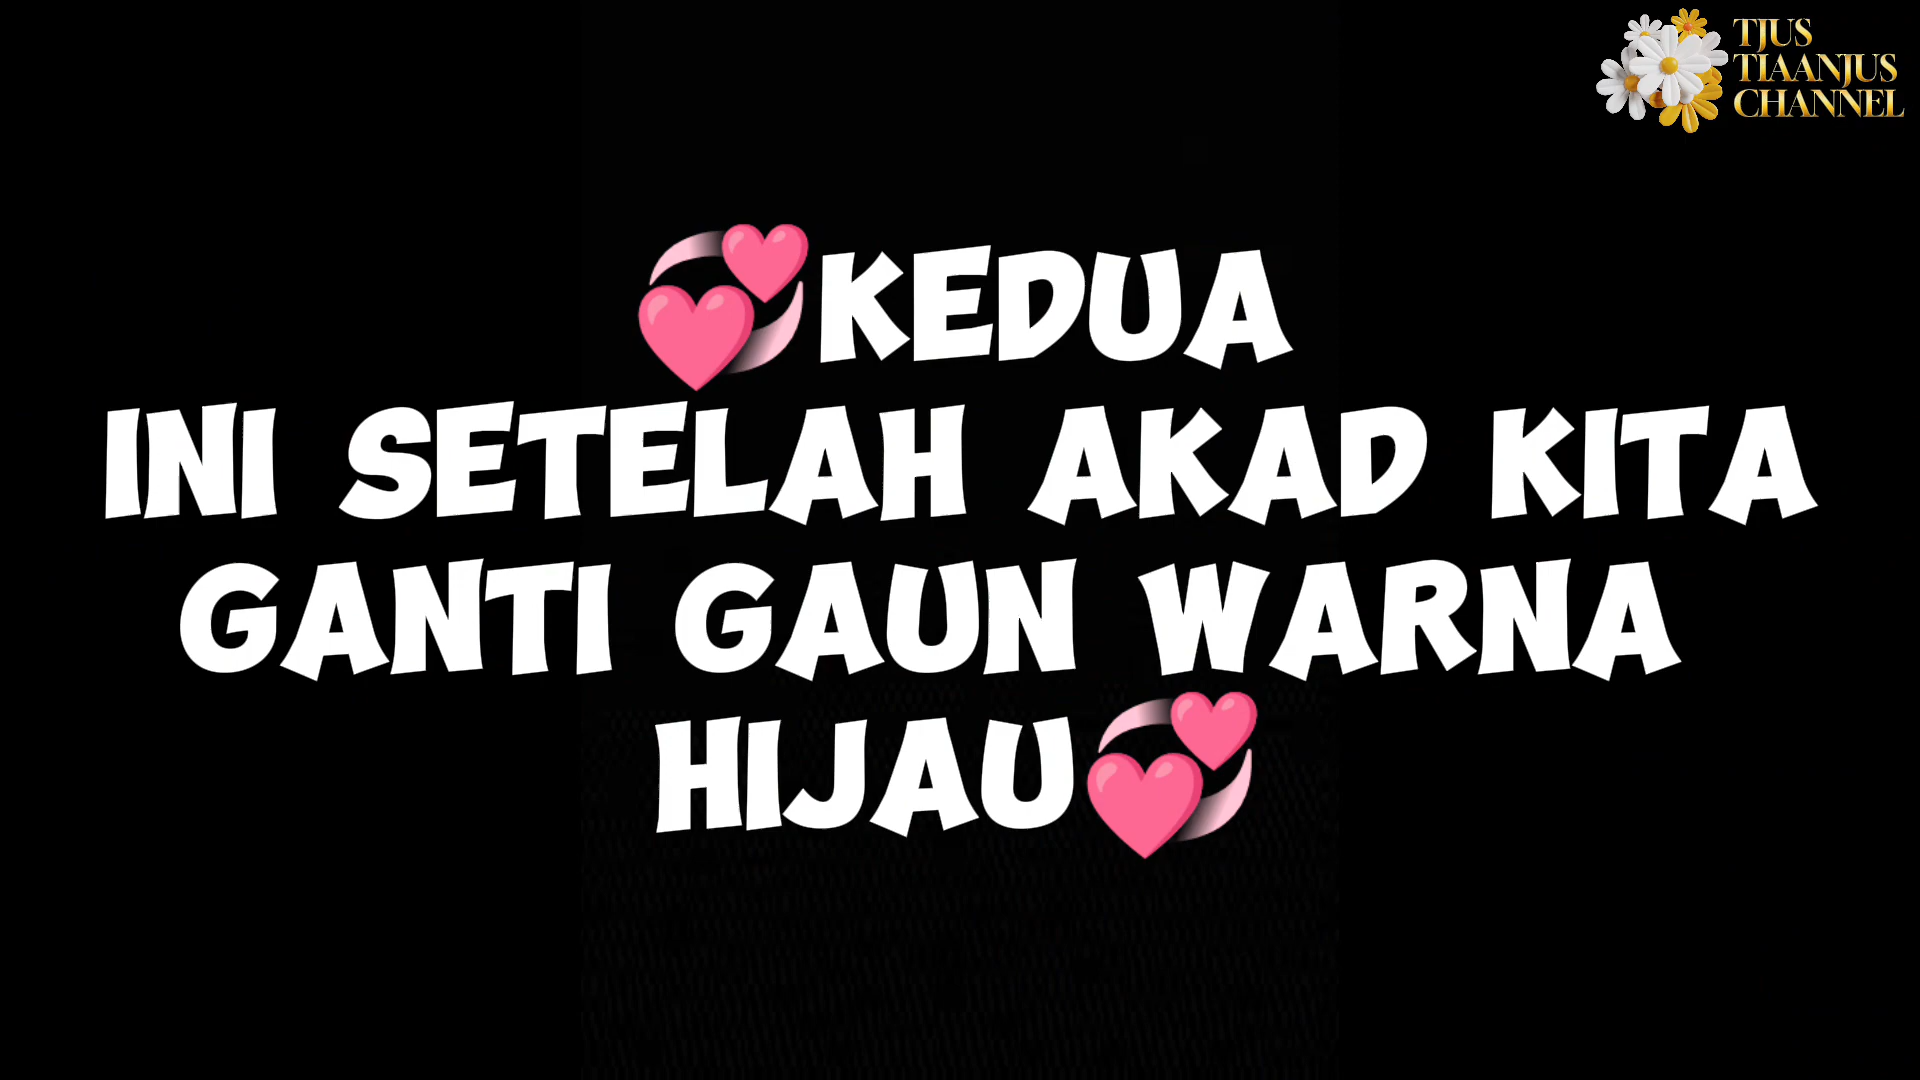 TJUS
TIAANJUS
CHANNEL
💞KEDUA
INI SETELAH AKAD KITA
GANTI GAUN WARNA
HIJAU💞